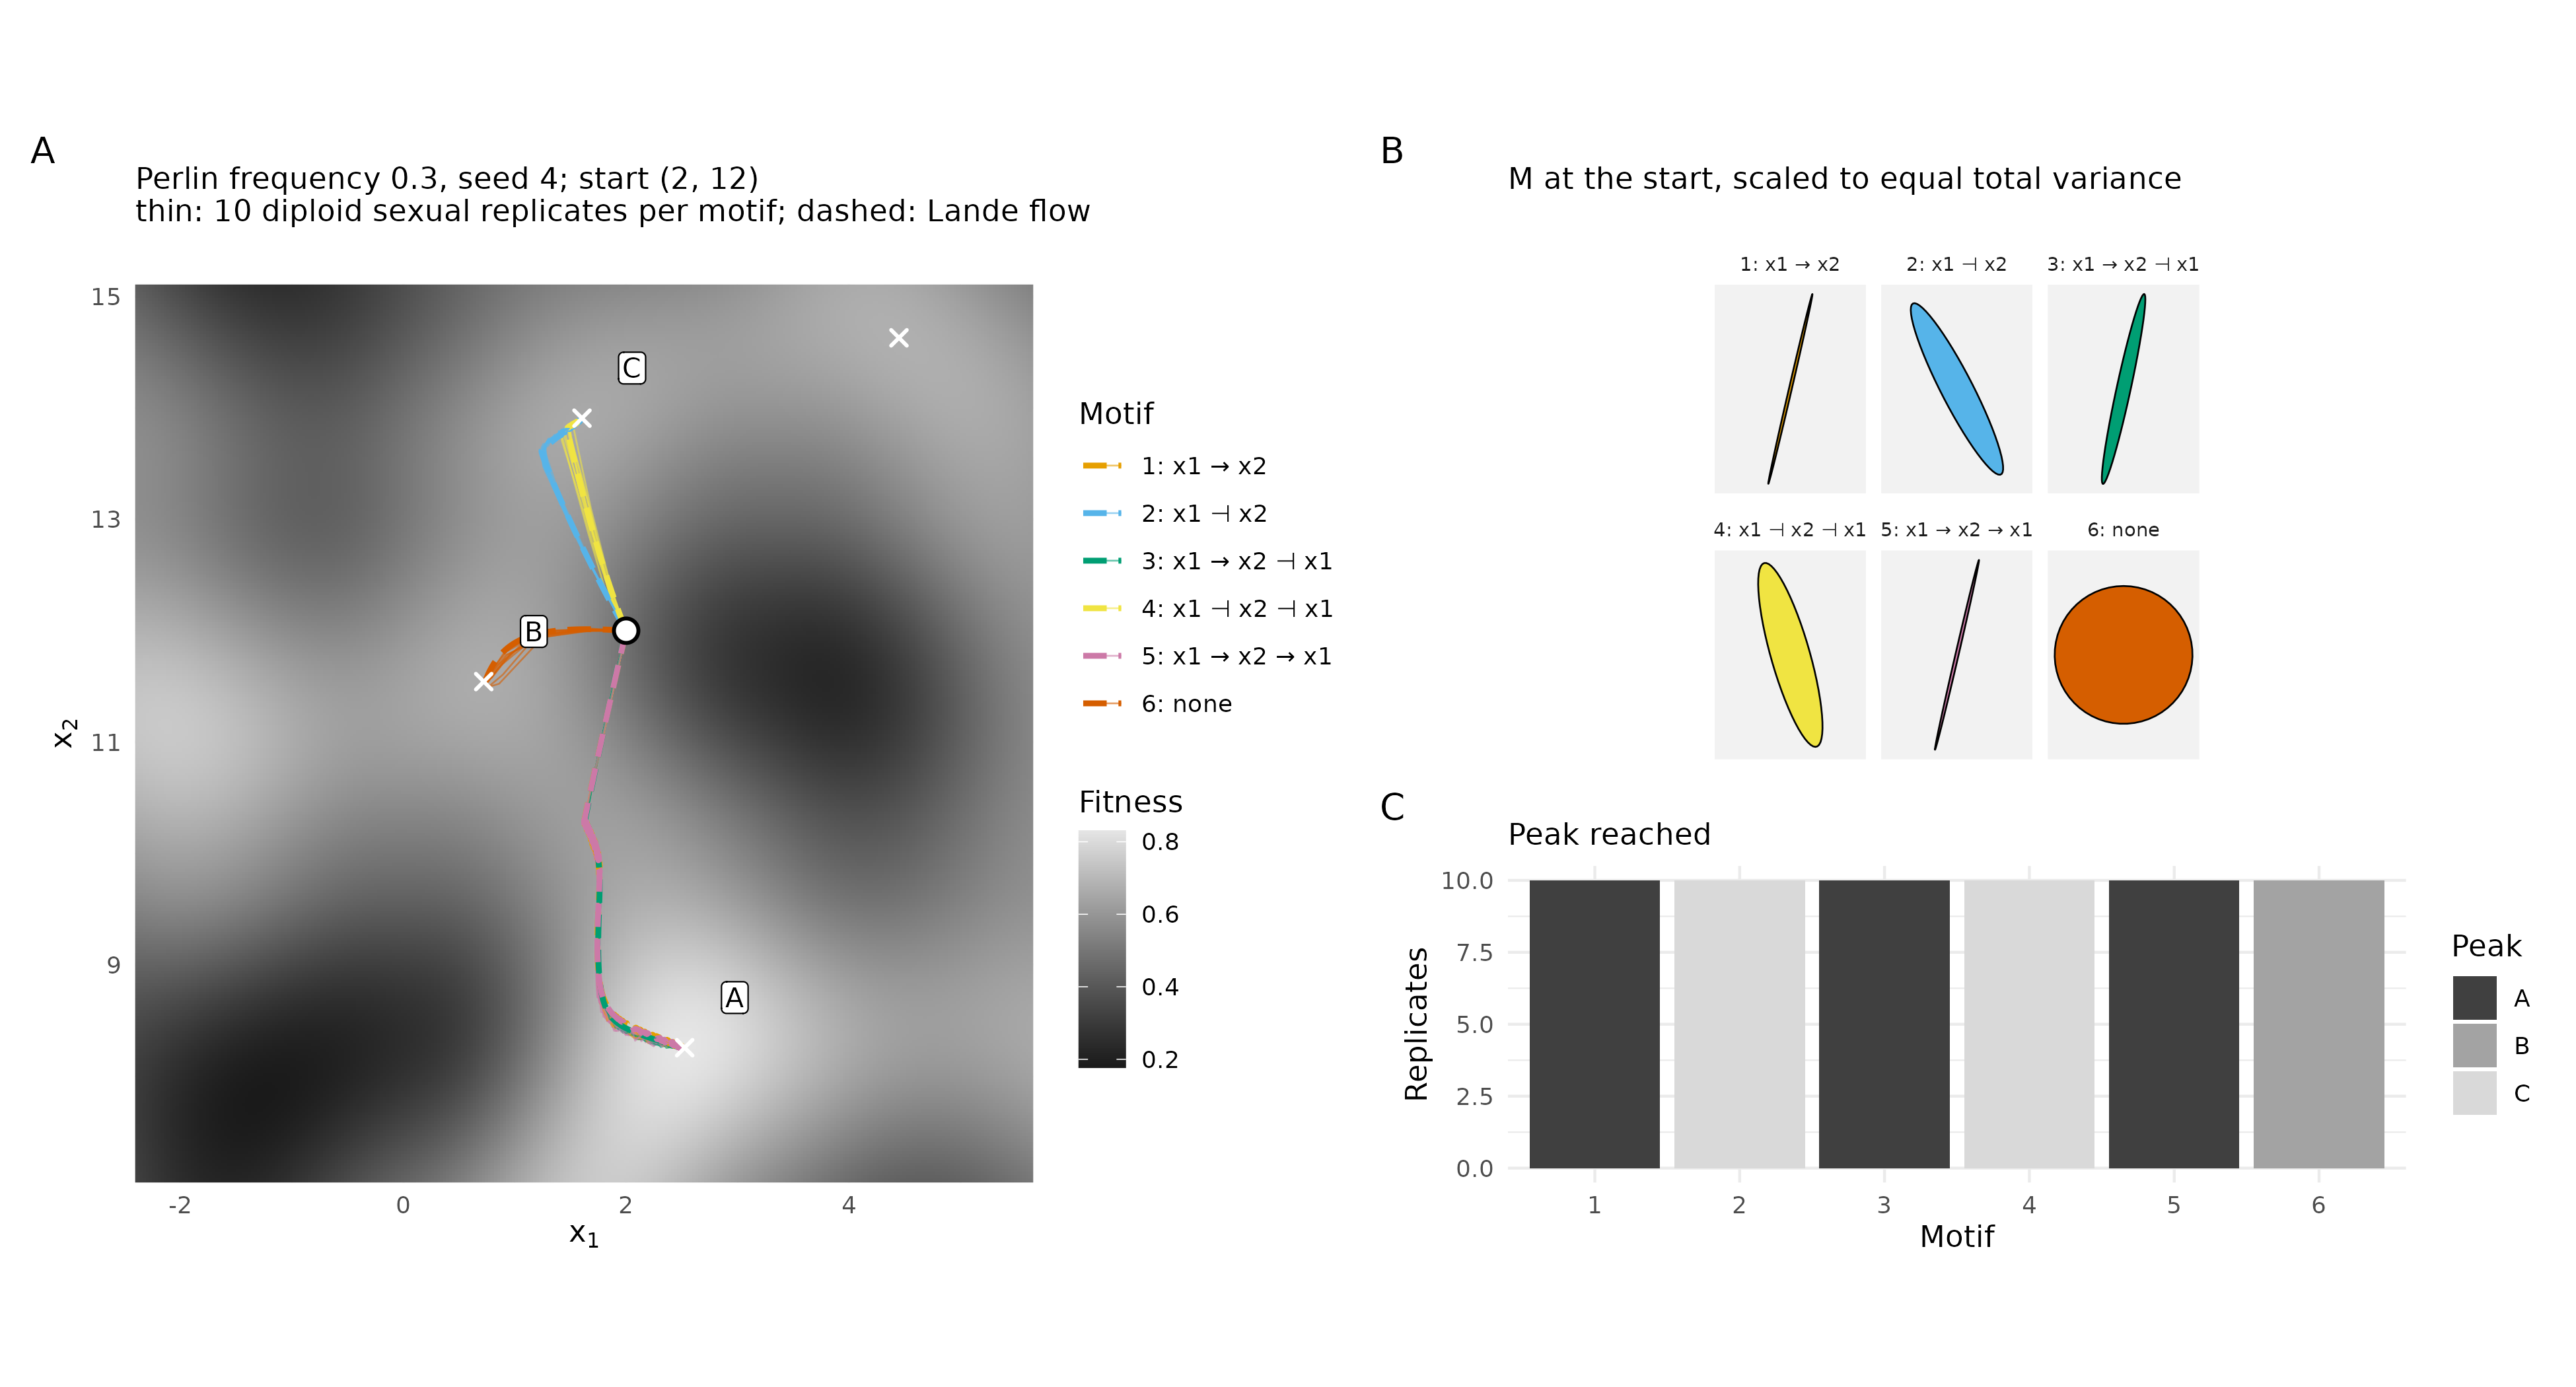 A
Perlin frequency 0.3, seed 4; start (2, 12)
thin: 10 diploid sexual replicates per motif; dashed: Lande flow
15
13
11
9
x2
-2
0
2
4
x1
C
B
A
Motif
1: x1 → x2
2: x1 ⊣ x2
3: x1 → x2 ⊣ x1
4: x1 ⊣ x2 ⊣ x1
5: x1 → x2 → x1
6: none
Fitness
0.8
0.6
0.4
0.2
B
M at the start, scaled to equal total variance
1: x1 → x2
2: x1 ⊣ x2
3: x1 → x2 ⊣ x1
4: x1 ⊣ x2 ⊣ x1
5: x1 → x2 → x1
6: none
C
Peak reached
10.0
7.5
5.0
2.5
0.0
Replicates
1
2
3
4
5
6
Motif
Peak
A
B
C